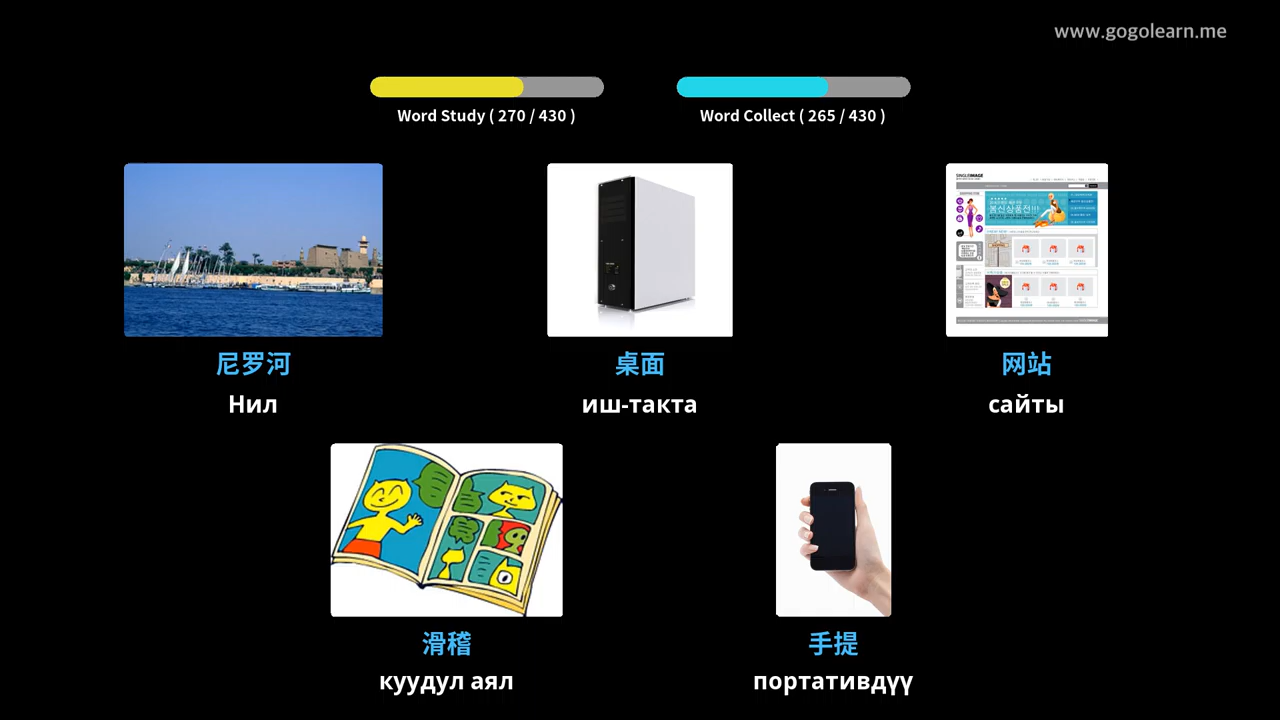 www.gogolearn.me
Word Study ( 270 / 430 )
Word Collect ( 265 / 430 )
尼罗河
桌面
网站
Нил
иш-такта
сайты
滑稽
手提
куудул аял
портативдүү